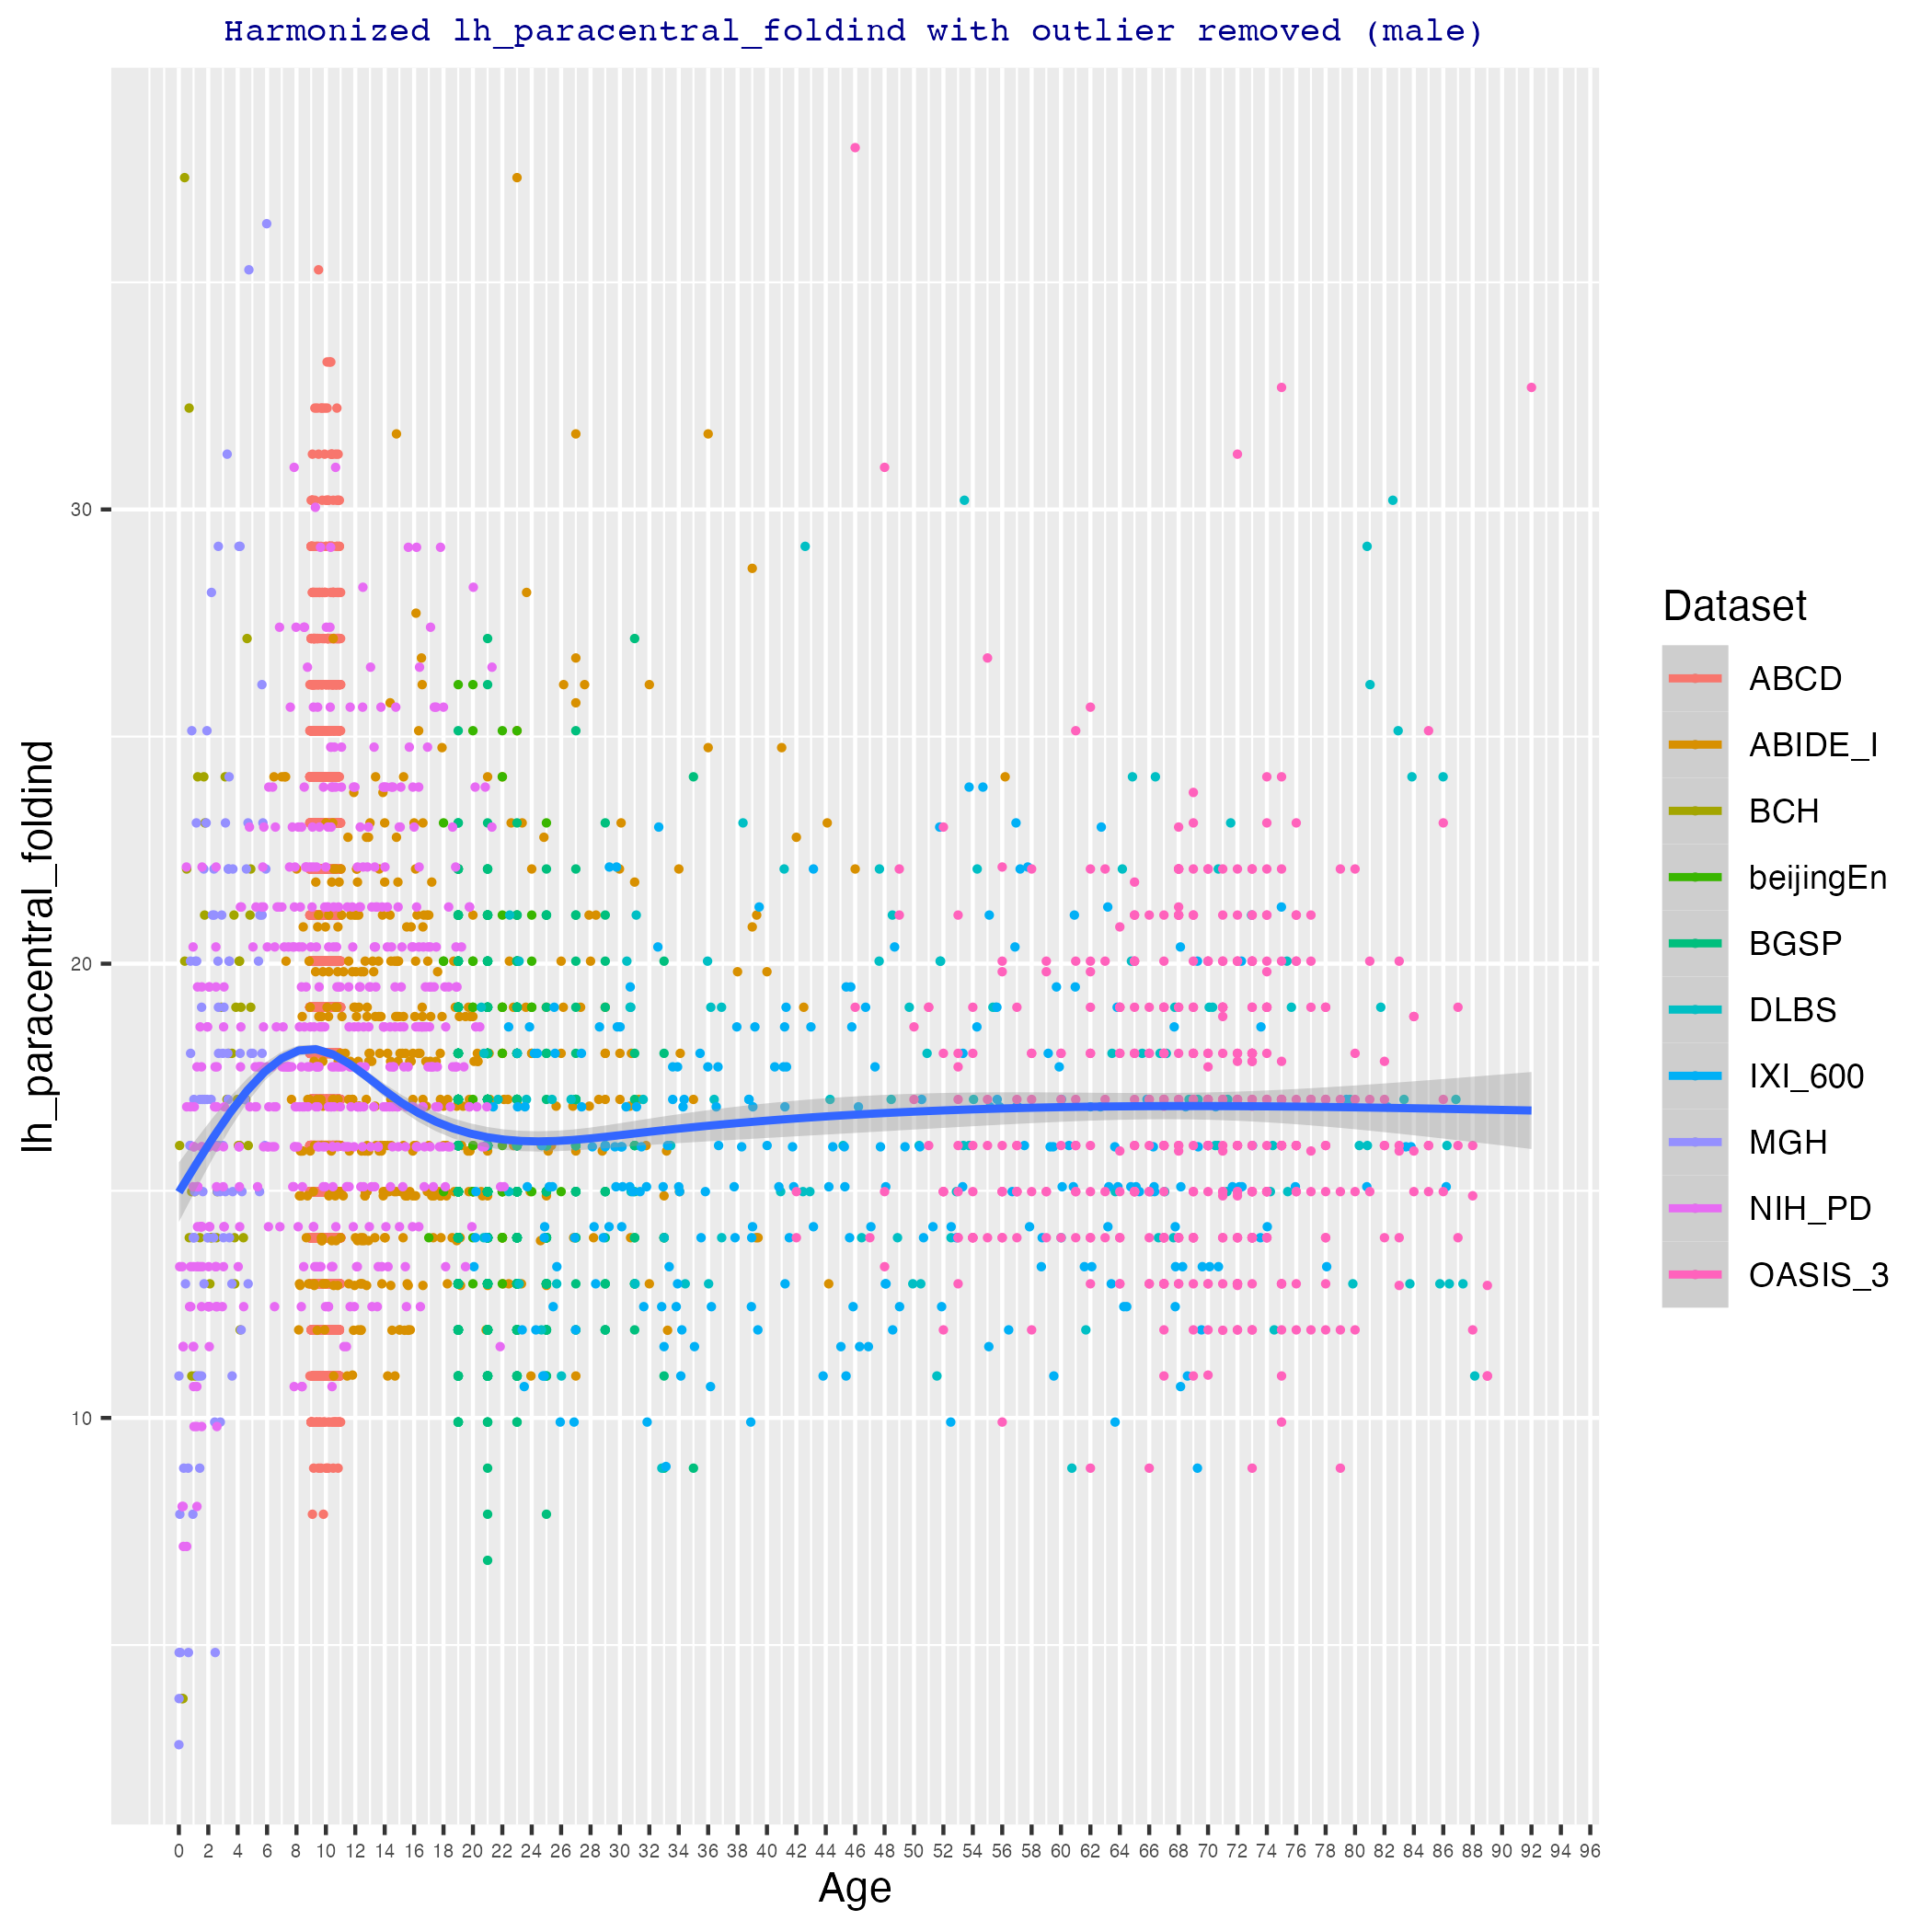 Harmonized lh_paracentral_foldind with outlier removed (male)
lh_paracentral_foldind
30
20
10
0 2 4 6 8 10 12 14 16 18 20 22 24 26 28 30 32 34 36 38 40 42 44 46 48 50 52 54 56 58 60 62 64 66 68 70 72 74 76 78 80 82 84 86 88 90 92 94 96
Age
Dataset
ABCD
ABIDE_I
BCH
beijingEn
BGSP
DLBS
IXI_600
MGH
NIH_PD
OASIS_3